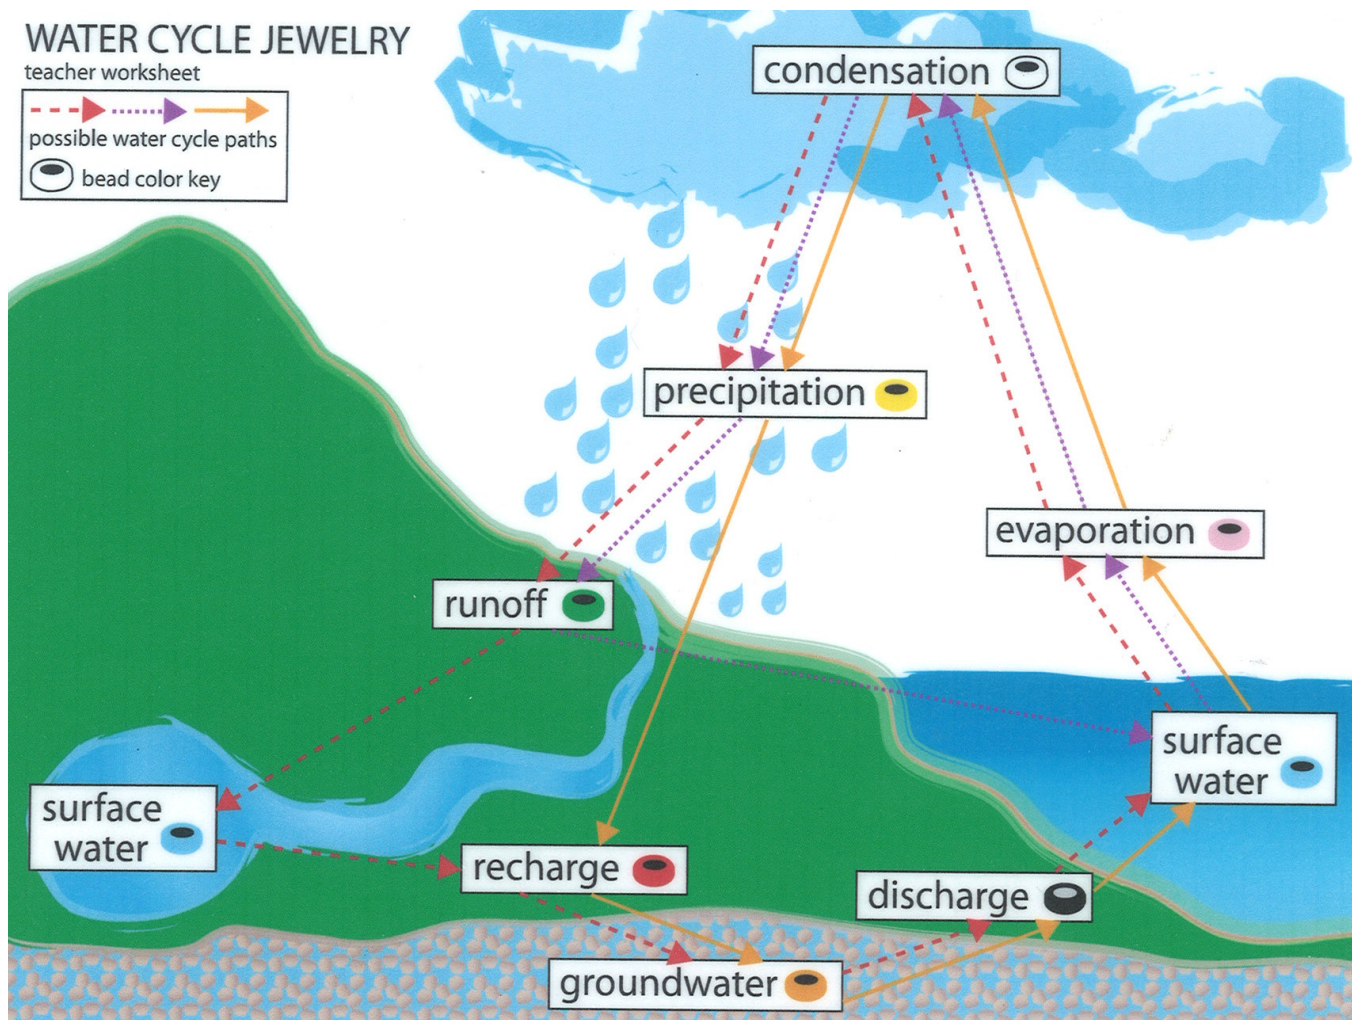 WATER CYCLE JEWELRY
teacher worksheet
possible water cycle paths
bead color key
condensation
precipitation
evaporation
runoff
surface
water
surface
water
recharge
discharge
groundwater